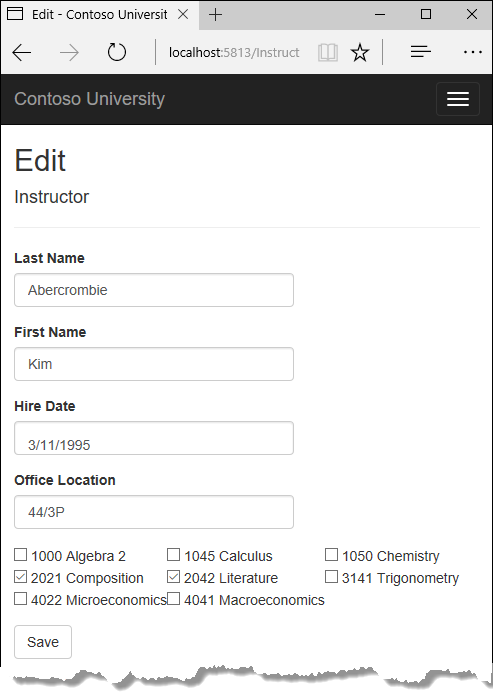 Edit - Contoso Universit
localhost:5813/Instruct
Contoso University
Edit
Instructor
Last Name
Abercrombie
First Name
Kim
Hire Date
3/11/1995
Office Location
44/3P
1000 Algebra 2 1045 Calculus 1050 Chemistry
2021 Composition 2042 Literature 3141 Trigonometry
4022 Microeconomics 4041 Macroeconomics
Save